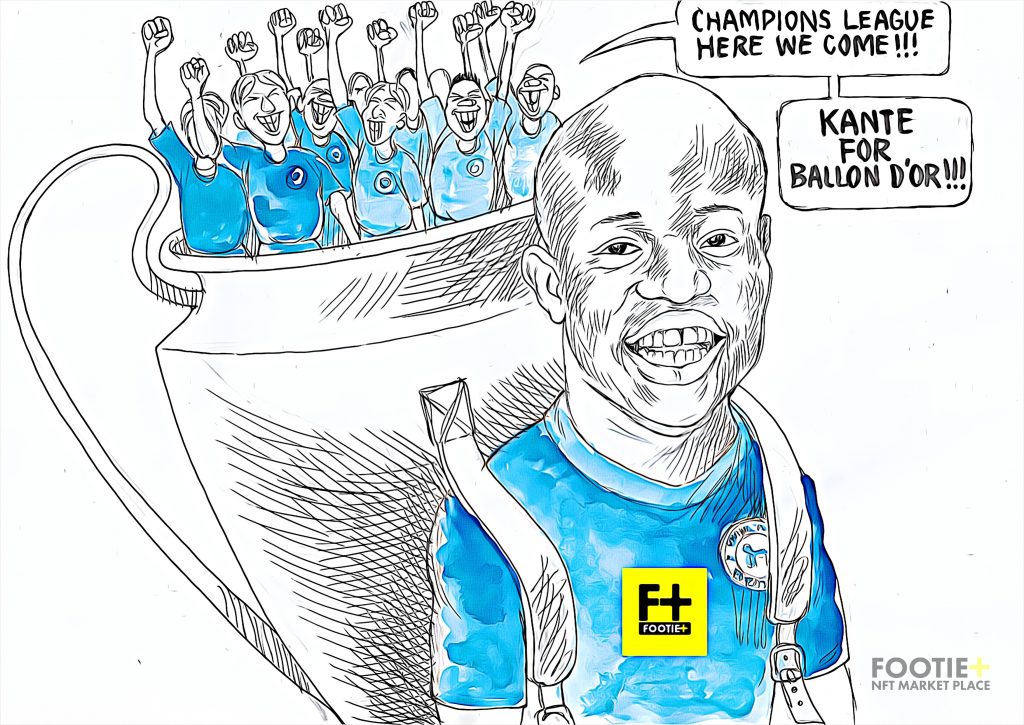 CHAMPIONS LEAGUE
HERE WE COME!!!
KANTE
FOR
BALLON D'OR!!!
F+
FOOTIE+
FOOTIE+
NFT MARKET PLACE